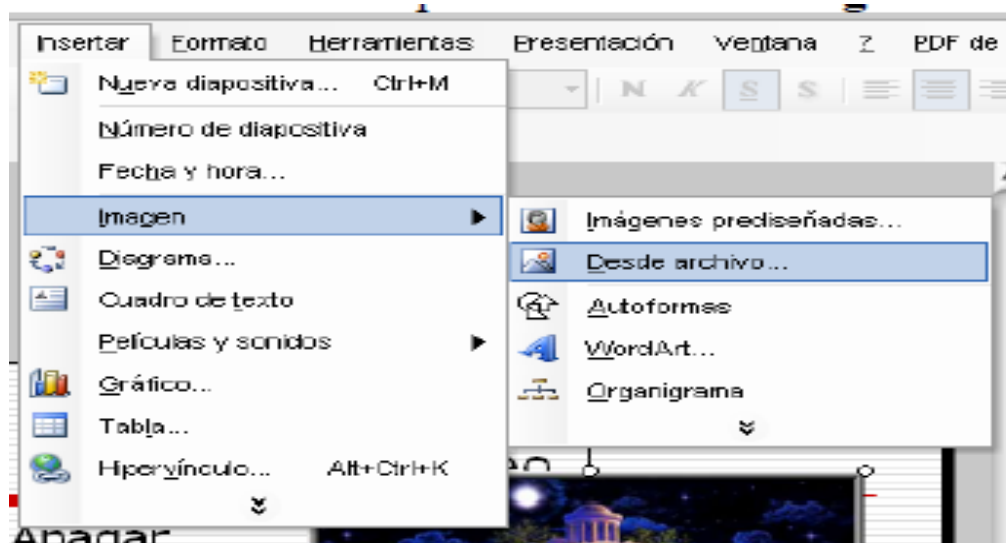 Insertar Formato Herramientas Presentación Ventana ? PDF de
Nueva diapositiva... Ctrl+M
N K S S
Número de diapositiva
Fecha y hora...
Imagen
Imágenes prediseñadas...
Diagrama...
Desde archivo...
Cuadro de texto
Autoformas
Películas y sonidos
WordArt...
Gráfico...
Organigrama
Tabla...
Hipervínculo... Alt+Ctrl+K
Apagar